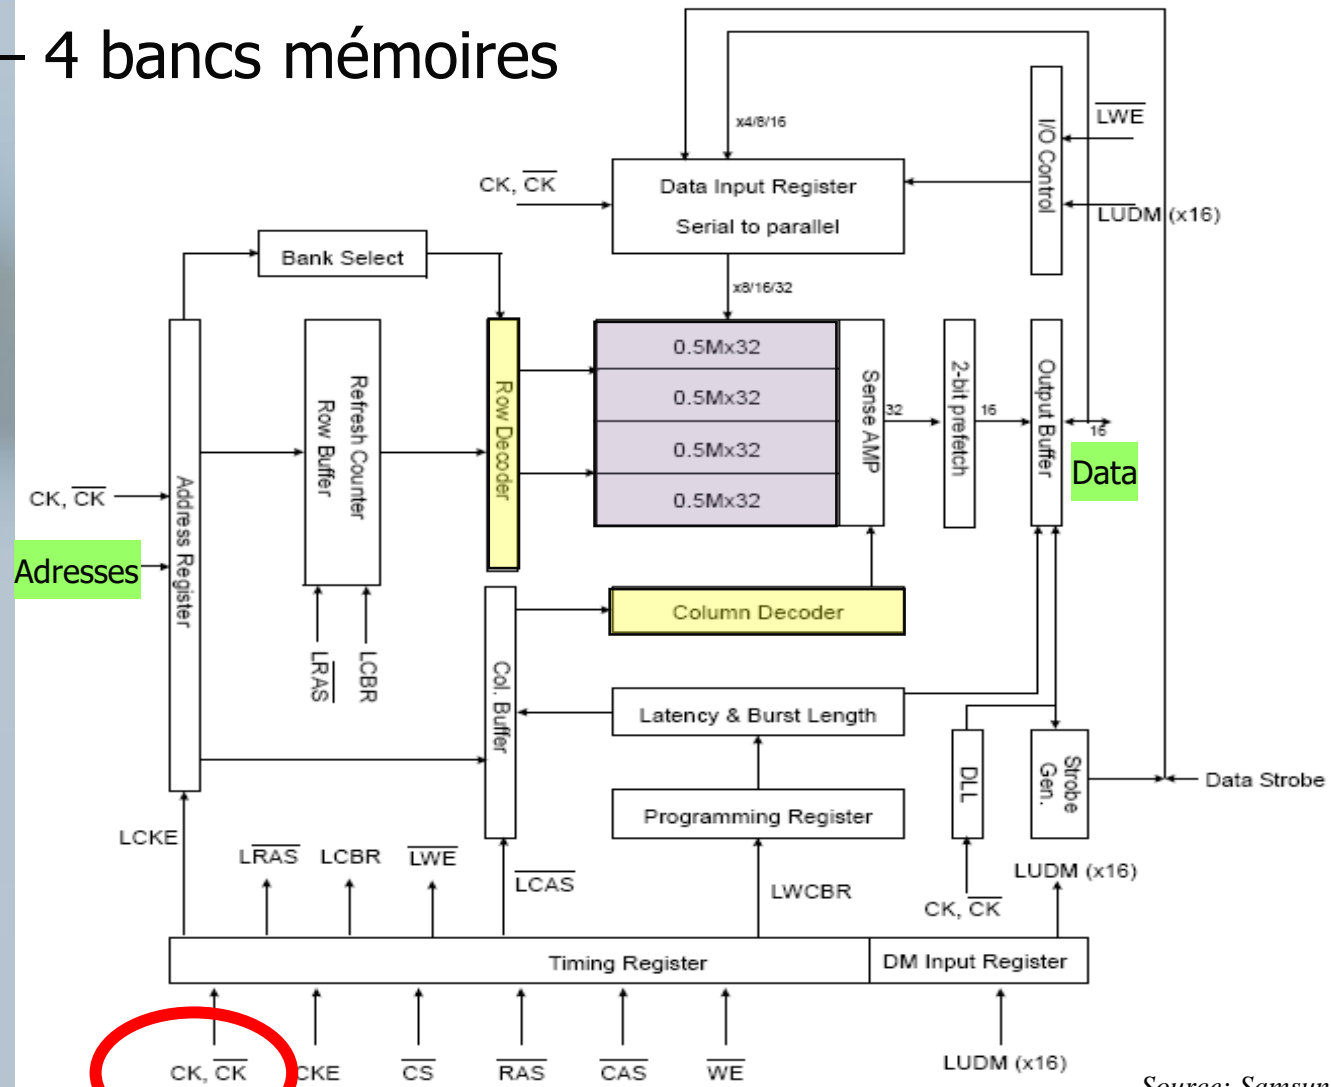 – 4 bancs mémoires
x4/8/16
I/O Control
LWE
LUDM (x16)
CK, CK
Data Input Register
Serial to parallel
x8/16/32
Bank Select
Address Register
Refresh Counter
Row Buffer
Row Decoder
0.5Mx32
0.5Mx32
0.5Mx32
0.5Mx32
Sense AMP
32
2-bit prefetch
16
Output Buffer
16
Data
CK, CK
Adresses
LRAS
LCBR
Col. Buffer
Column Decoder
Latency & Burst Length
Programming Register
DLL
Strobe
Gen.
Data Strobe
LCKE
LRAS
LCBR
LWE
LCAS
LWCBR
CK, CK
LUDM (x16)
Timing Register
DM Input Register
CK, CK
CKE
CS
RAS
CAS
WE
LUDM (x16)
Source: Samsun